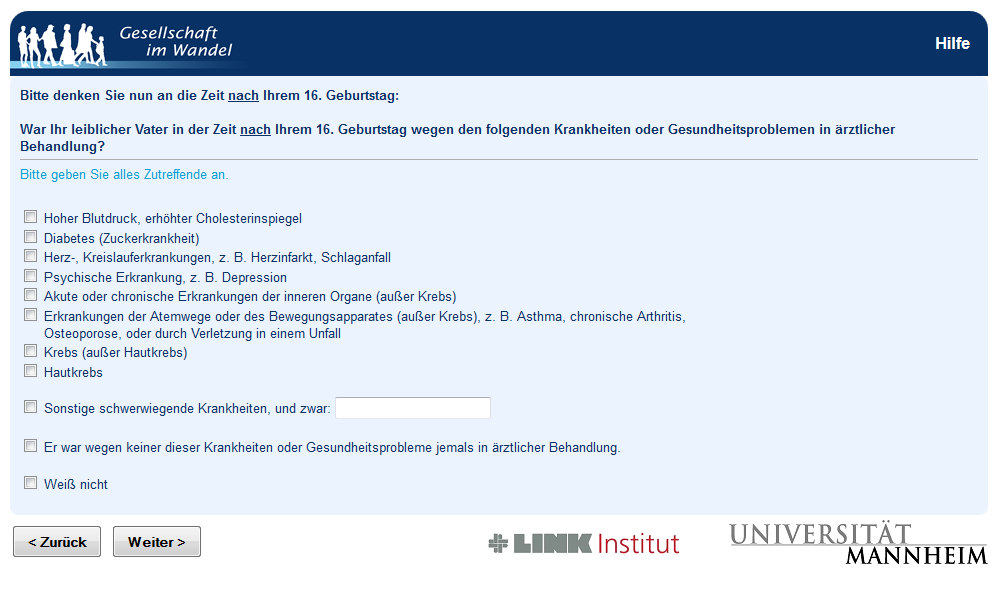 Gesellschaft
im Wandel
Hilfe
Bitte denken Sie nun an die Zeit nach Ihrem 16. Geburtstag:
War Ihr leiblicher Vater in der Zeit nach Ihrem 16. Geburtstag wegen den folgenden Krankheiten oder Gesundheitsproblemen in ärztlicher
Behandlung?
Bitte geben Sie alles Zutreffende an.
Hoher Blutdruck, erhöhter Cholesterinspiegel
Diabetes (Zuckerkrankheit)
Herz-, Kreislauferkrankungen, z. B. Herzinfarkt, Schlaganfall
Psychische Erkrankung, z. B. Depression
Akute oder chronische Erkrankungen der inneren Organe (außer Krebs)
Erkrankungen der Atemwege oder des Bewegungsapparates (außer Krebs), z. B. Asthma, chronische Arthritis,
Osteoporose, oder durch Verletzung in einem Unfall
Krebs (außer Hautkrebs)
Hautkrebs
Sonstige schwerwiegende Krankheiten, und zwar:
Er war wegen keiner dieser Krankheiten oder Gesundheitsprobleme jemals in ärztlicher Behandlung.
Weiß nicht
< Zurück
Weiter >
LINK Institut
UNIVERSITÄT
MANNHEIM